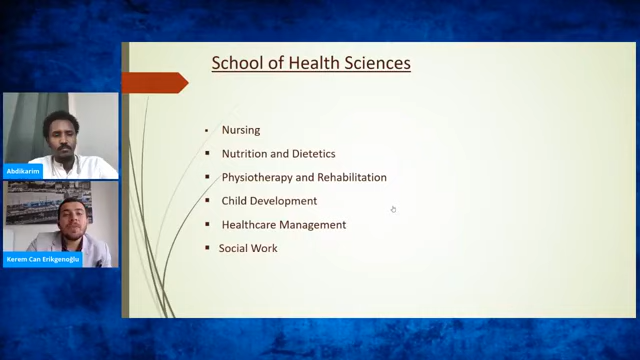 School of Health Sciences
Nursing
Nutrition and Dietetics
Physiotherapy and Rehabilitation
Child Development
Healthcare Management
Social Work
Abdikarim
Kerem Can Erikgenoğlu